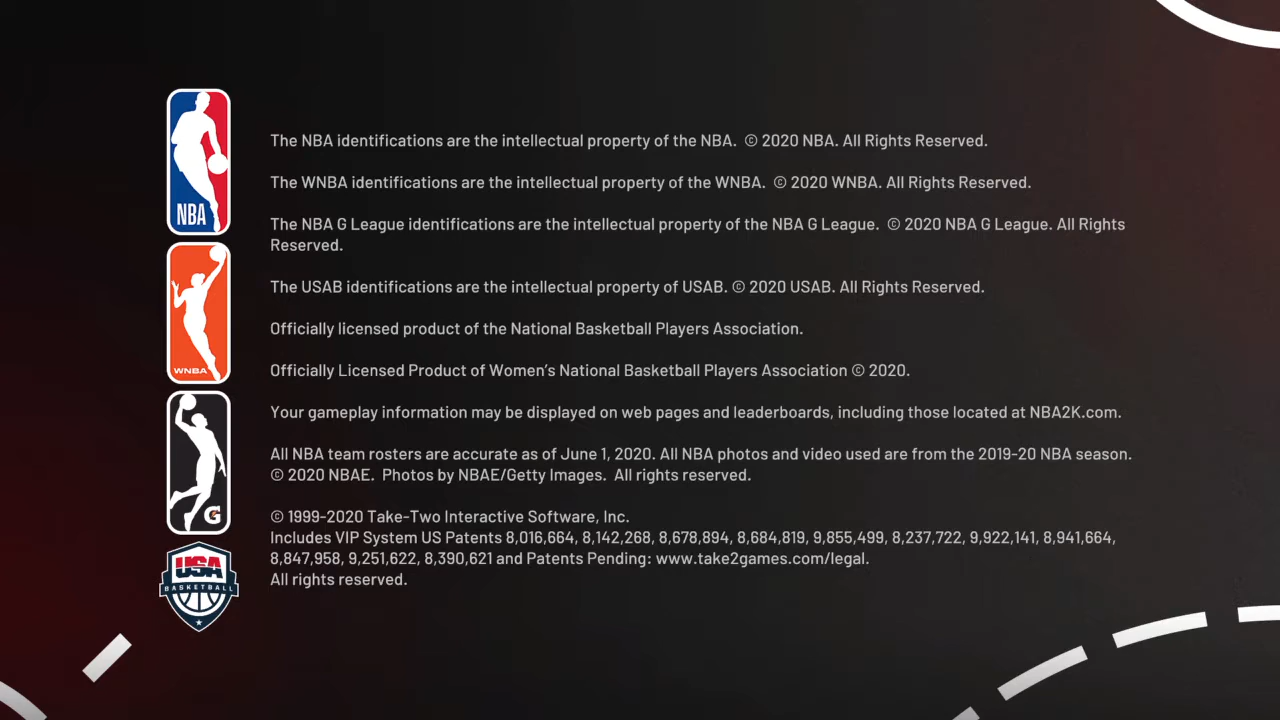 The NBA identifications are the intellectual property of the NBA.  © 2020 NBA. All Rights Reserved.
The WNBA identifications are the intellectual property of the WNBA.  © 2020 WNBA. All Rights Reserved.
The NBA G League identifications are the intellectual property of the NBA G League.  © 2020 NBA G League. All Rights
Reserved.
The USAB identifications are the intellectual property of USAB. © 2020 USAB. All Rights Reserved.
Officially licensed product of the National Basketball Players Association.
Officially Licensed Product of Women’s National Basketball Players Association © 2020.
Your gameplay information may be displayed on web pages and leaderboards, including those located at NBA2K.com.
All NBA team rosters are accurate as of June 1, 2020. All NBA photos and video used are from the 2019-20 NBA season.
© 2020 NBAE.  Photos by NBAE/Getty Images.  All rights reserved.
© 1999-2020 Take-Two Interactive Software, Inc.
Includes VIP System US Patents 8,016,664, 8,142,268, 8,678,894, 8,684,819, 9,855,499, 8,237,722, 9,922,141, 8,941,664,
8,847,958, 9,251,622, 8,390,621 and Patents Pending: www.take2games.com/legal.
All rights reserved.
NBA
WNBA
G
USA
BASKETBALL